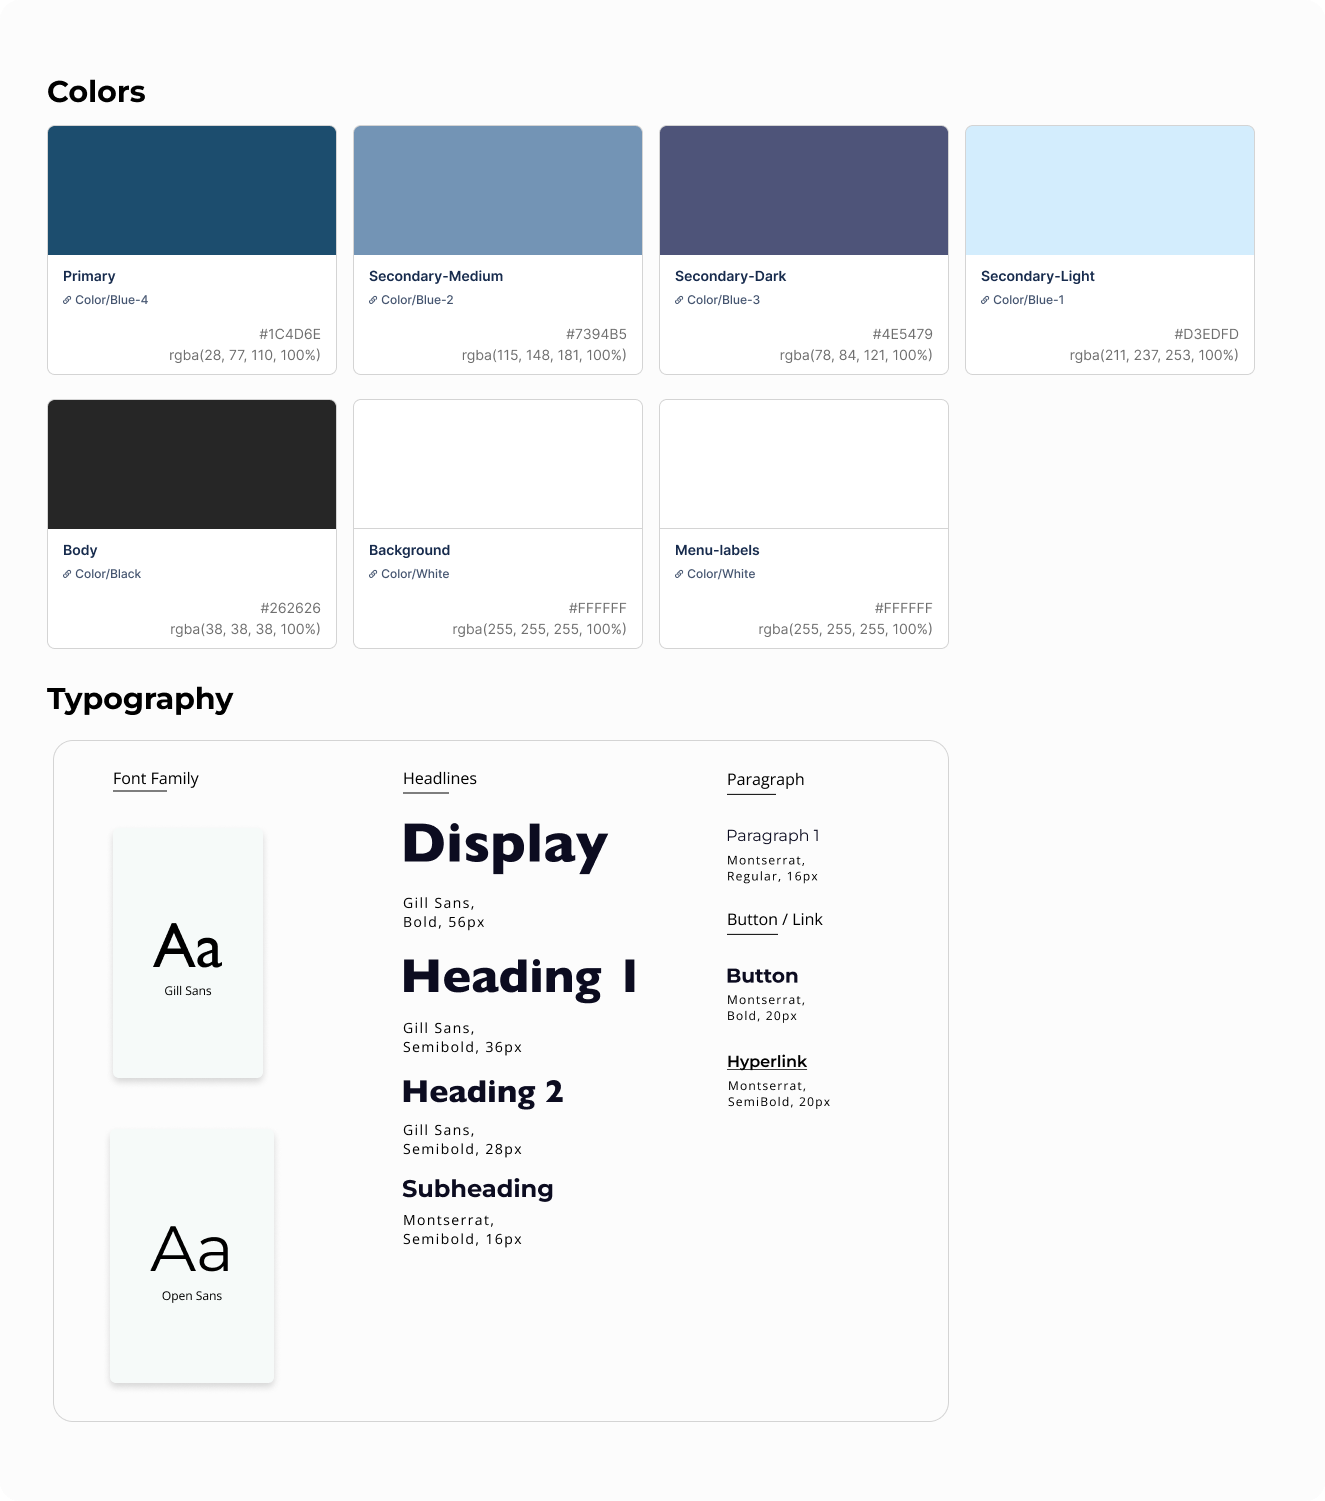 Colors
Primary
Color/Blue-4
#1C4D6E
rgba(28, 77, 110, 100%)
Secondary-Medium
Color/Blue-2
#7394B5
rgba(115, 148, 181, 100%)
Secondary-Dark
Color/Blue-3
#4E5479
rgba(78, 84, 121, 100%)
Secondary-Light
Color/Blue-1
#D3EDFD
rgba(211, 237, 253, 100%)
Body
Color/Black
#262626
rgba(38, 38, 38, 100%)
Background
Color/White
#FFFFFF
rgba(255, 255, 255, 100%)
Menu-labels
Color/White
#FFFFFF
rgba(255, 255, 255, 100%)
Typography
Font Family
Aa
Gill Sans
Aa
Open Sans
Headlines
Display
Gill Sans,
Bold, 56px
Heading 1
Gill Sans,
Semibold, 36px
Heading 2
Gill Sans,
Semibold, 28px
Subheading
Montserrat,
Semibold, 16px
Paragraph
Paragraph 1
Montserrat,
Regular, 16px
Button / Link
Button
Montserrat,
Bold, 20px
Hyperlink
Montserrat,
SemiBold, 20px